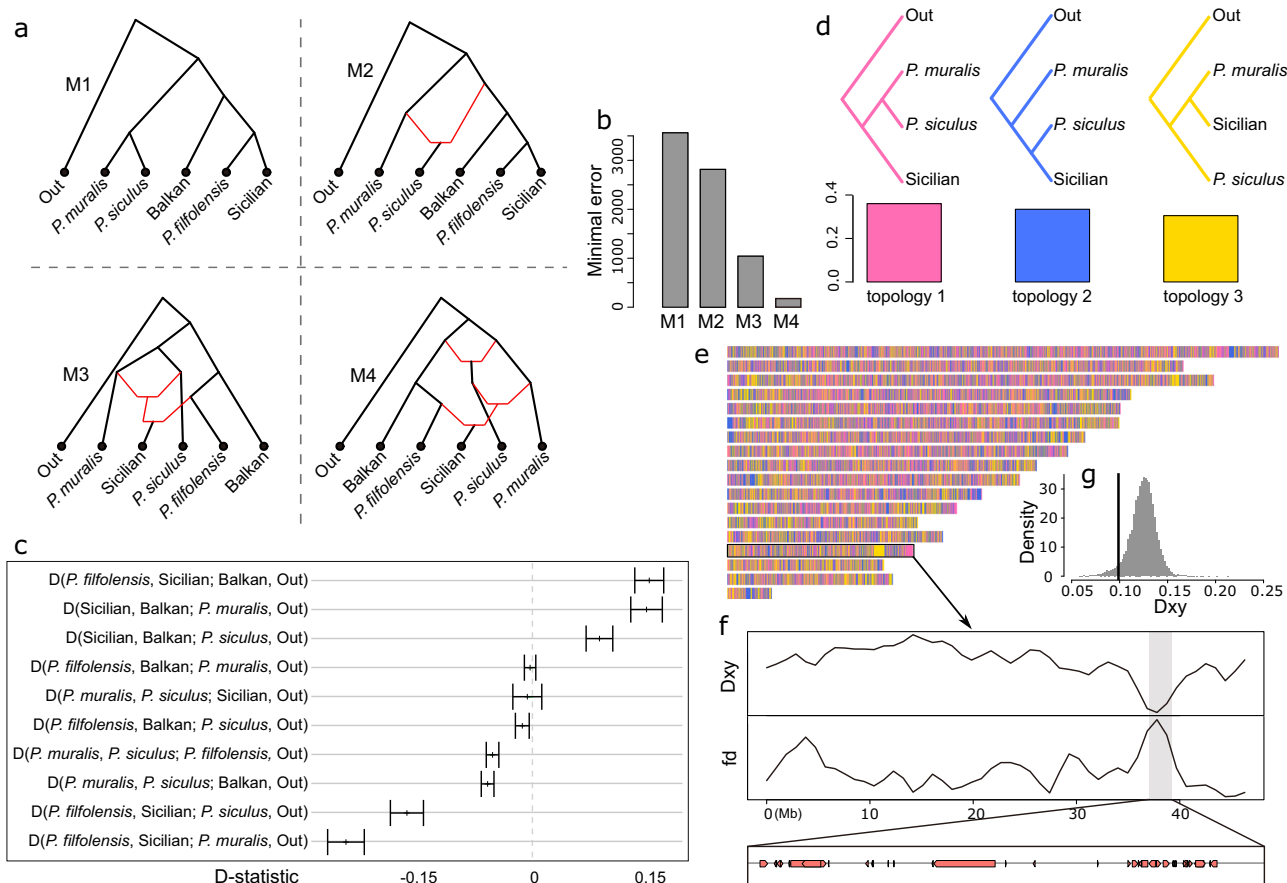 a
M1
Out
P. muralis
P. siculus
Balkan
P. filfolensis
Sicilian
M2
Out
P. muralis
P. siculus
Balkan
P. filfolensis
Sicilian
M3
Out
P. muralis
Sicilian
P. siculus
P. filfolensis
Balkan
M4
Out
Balkan
P. filfolensis
Sicilian
P. siculus
P. muralis
b
Minimal error
0
1000
2000
3 000
M1
M2
M3
M4
c
D(P. filfolensis, Sicilian; Balkan, Out)
D(Sicilian, Balkan; P. muralis, Out)
D(Sicilian, Balkan; P. siculus, Out)
D(P. filfolensis, Balkan; P. muralis, Out)
D(P. muralis, P. siculus; Sicilian, Out)
D(P. filfolensis, Balkan; P. siculus, Out)
D(P. muralis, P. siculus; P. filfolensis, Out)
D(P. muralis, P. siculus; Balkan, Out)
D(P. filfolensis, Sicilian; P. siculus, Out)
D(P. filfolensis, Sicilian; P. muralis, Out)
D-statistic
-0.15
0
0.15
d
Out
P. muralis
P. siculus
Sicilian
Out
P. muralis
P. siculus
Sicilian
Out
P. muralis
Sicilian
P. siculus
0.0
0.2
0.4
topology 1
topology 2
topology 3
e
g
Density
0
10
20
30
0.05
0.10
0.15
0.20
0.25
Dxy
f
Dxy
fd
0 (Mb)
10
20
30
40